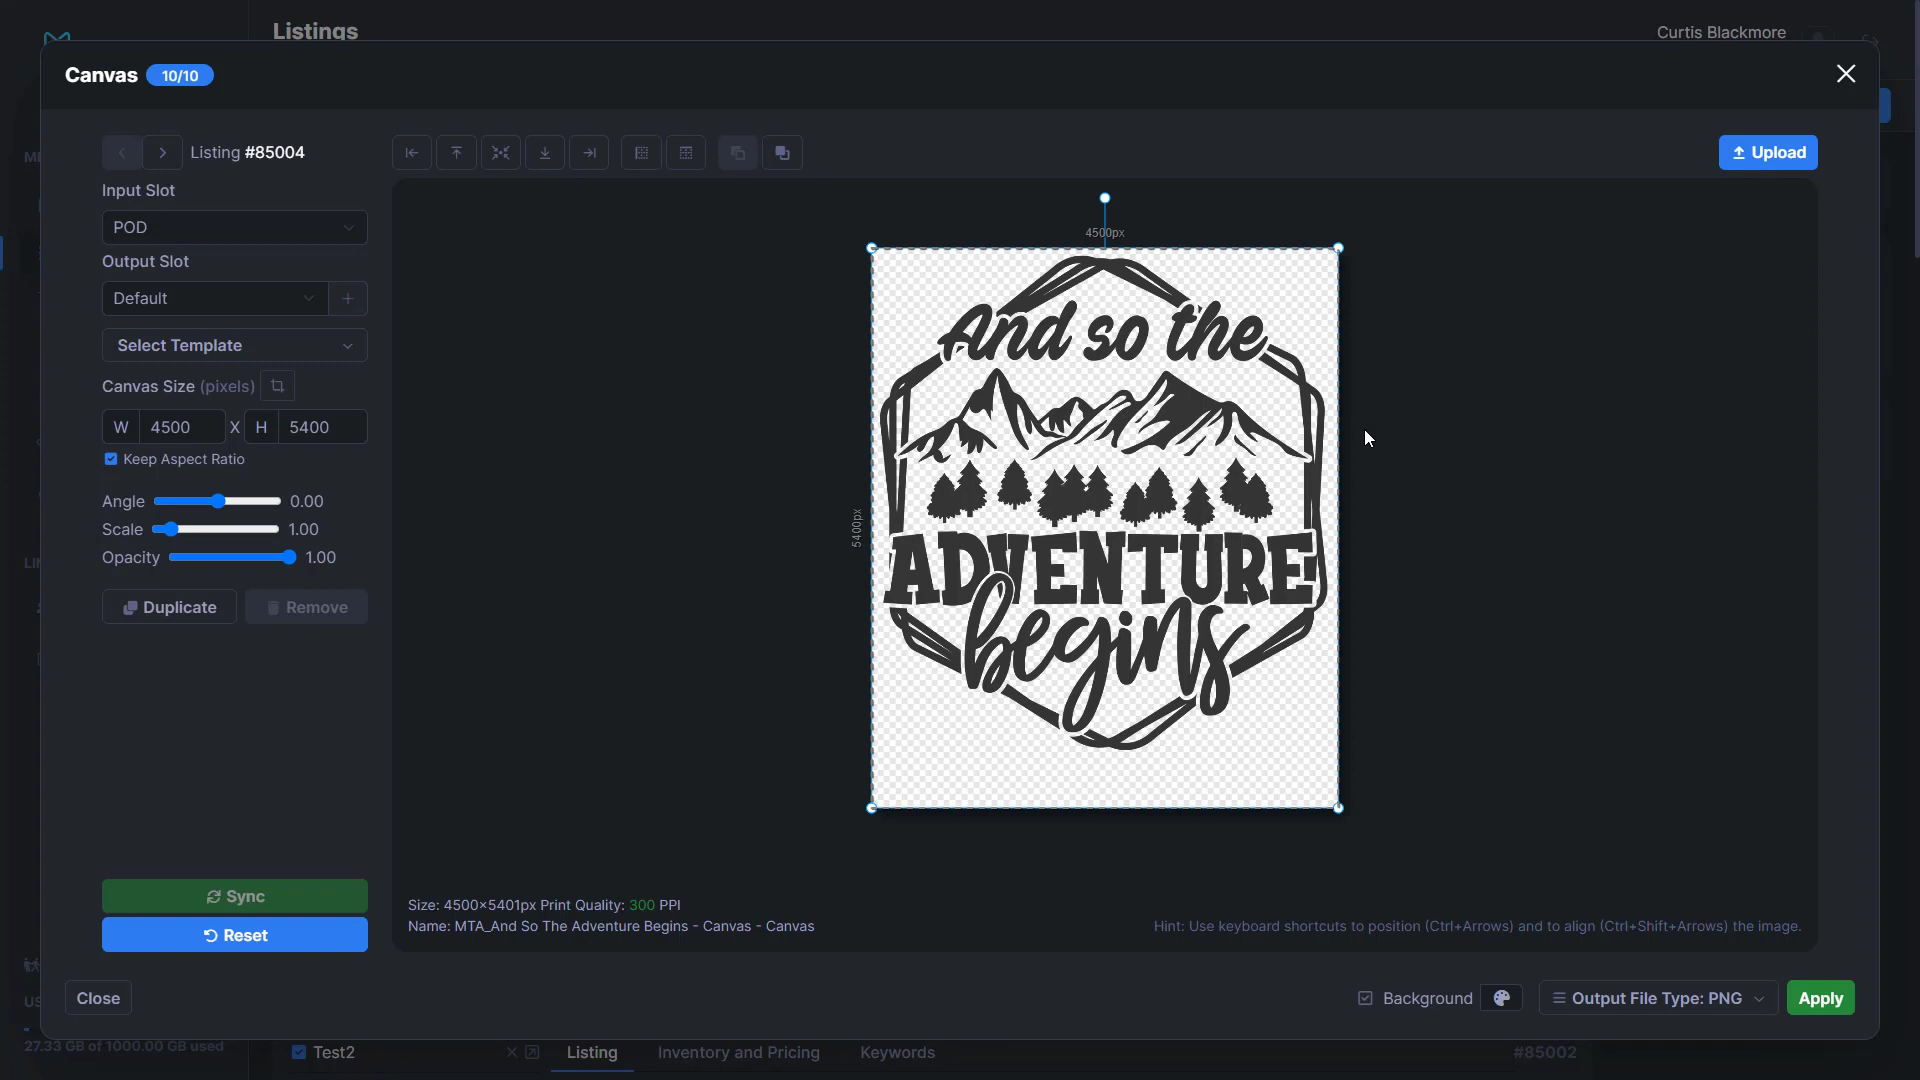 Listings
Curtis Blackmore
Canvas 10/10
Listing #85004
Upload
Input Slot
POD
Output Slot
Default
Select Template
Canvas Size (pixels)
W 4500 X H 5400
Keep Aspect Ratio
Angle 0.00
Scale 1.00
Opacity 1.00
Duplicate Remove
4500px
5400px
And so the
ADVENTURE
begins
Sync
Reset
Size: 4500×5401px Print Quality: 300 PPI
Name: MTA_And So The Adventure Begins - Canvas - Canvas
Hint: Use keyboard shortcuts to position (Ctrl+Arrows) and to align (Ctrl+Shift+Arrows) the image.
Close
Background
Output File Type: PNG
Apply
27.33 GB of 1000.00 GB used
Test2
Listing
Inventory and Pricing
Keywords
#85002